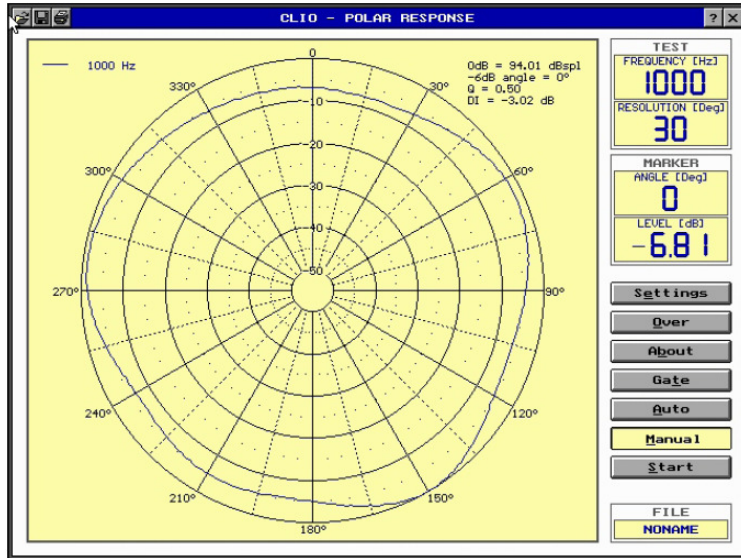 CLIO - POLAR RESPONSE
? ×
1000 Hz
0dB = 94.01 dBspl
-6dB angle = 0°
Q = 0.50
DI = -3.02 dB
0
30°
60°
90°
120°
150°
180°
210°
240°
270°
300°
330°
-10
-20
-30
-40
-50
TEST
FREQUENCY [Hz]
1000
RESOLUTION [Deg]
30
MARKER
ANGLE [Deg]
0
LEVEL [dB]
-6.81
Settings
Over
About
Gate
Auto
Manual
Start
FILE
NONAME